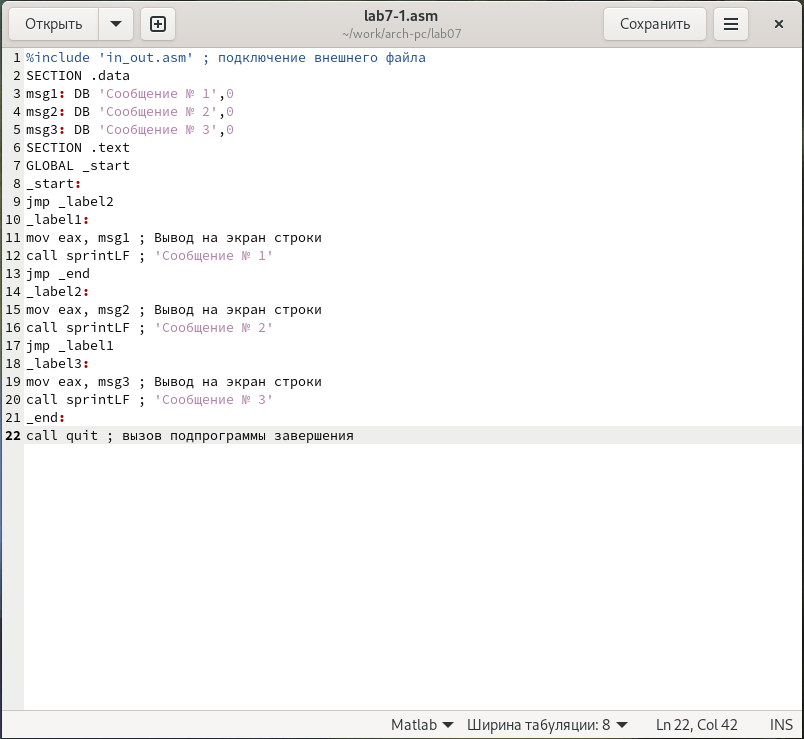 Открыть
lab7-1.asm
~/work/arch-pc/lab07
Сохранить
1 %include 'in_out.asm' ; подключение внешнего файла
2 SECTION .data
3 msg1: DB 'Сообщение № 1',0
4 msg2: DB 'Сообщение № 2',0
5 msg3: DB 'Сообщение № 3',0
6 SECTION .text
7 GLOBAL _start
8 _start:
9 jmp _label2
10 _label1:
11 mov eax, msg1 ; Вывод на экран строки
12 call sprintLF ; 'Сообщение № 1'
13 jmp _end
14 _label2:
15 mov eax, msg2 ; Вывод на экран строки
16 call sprintLF ; 'Сообщение № 2'
17 jmp _label1
18 _label3:
19 mov eax, msg3 ; Вывод на экран строки
20 call sprintLF ; 'Сообщение № 3'
21 _end:
22 call quit ; вызов подпрограммы завершения
Matlab Ширина табуляции: 8 Ln 22, Col 42 INS